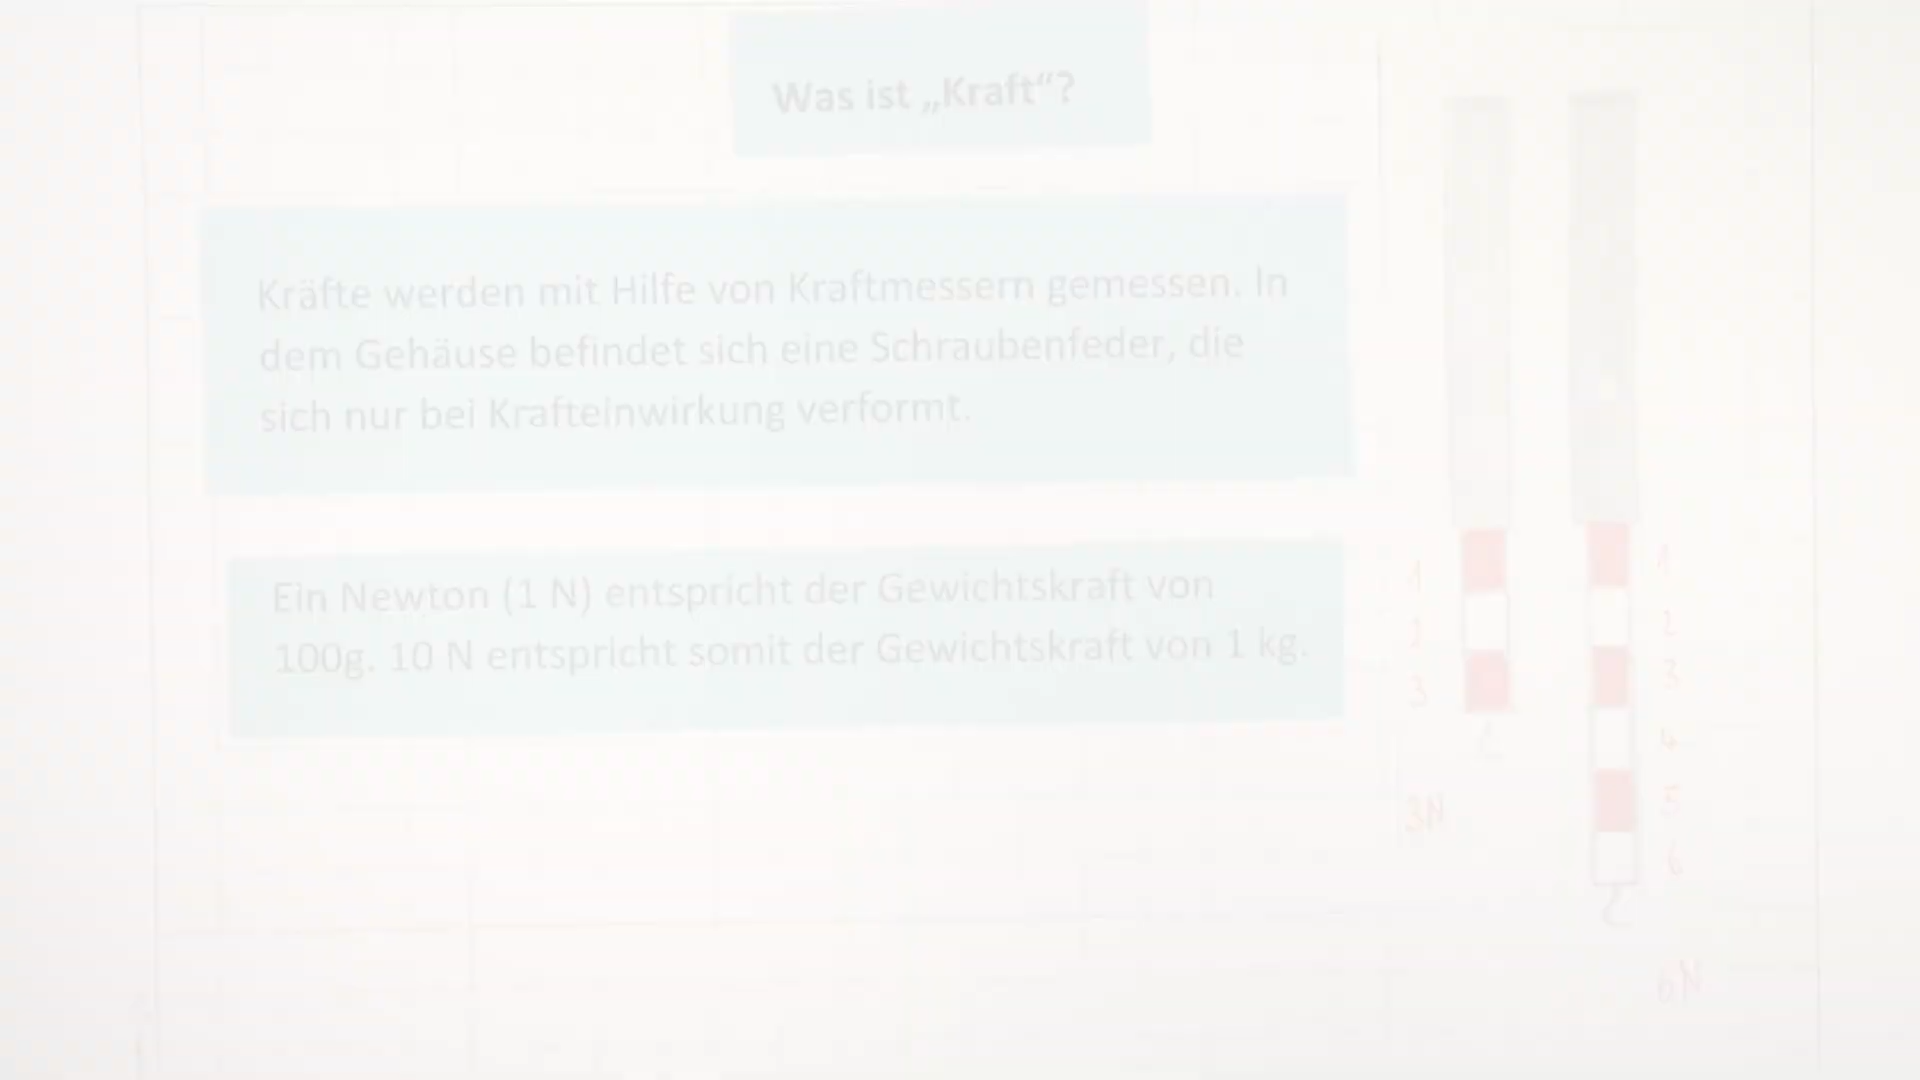 Was ist „Kraft“?
Kräfte werden mit Hilfe von Kraftmessern gemessen. In
dem Gehäuse befindet sich eine Schraubenfeder, die
sich nur bei Krafteinwirkung verformt.
Ein Newton (1 N) entspricht der Gewichtskraft von
100g. 10 N entspricht somit der Gewichtskraft von 1 kg.
1
2
3
3N
1
2
3
4
5
6
6N